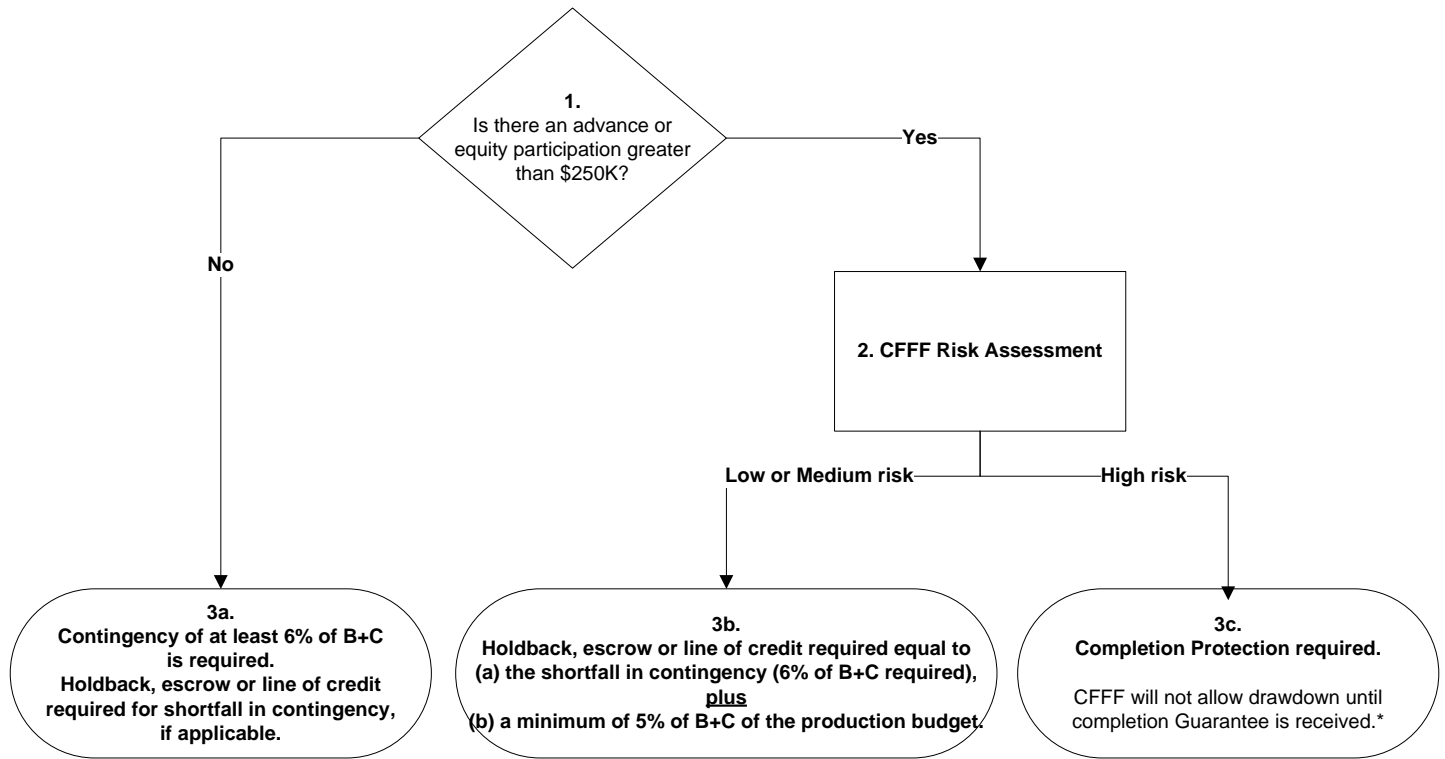 1.
Is there an advance or
equity participation greater
than $250K?
Yes
No
2. CFFF Risk Assessment
Low or Medium risk
High risk
3a.
Contingency of at least 6% of B+C
is required.
Holdback, escrow or line of credit
required for shortfall in contingency,
if applicable.
3b.
Holdback, escrow or line of credit required equal to
(a) the shortfall in contingency (6% of B+C required),
plus
(b) a minimum of 5% of B+C of the production budget.
3c.
Completion Protection required.
CFFF will not allow drawdown until
completion Guarantee is received.*